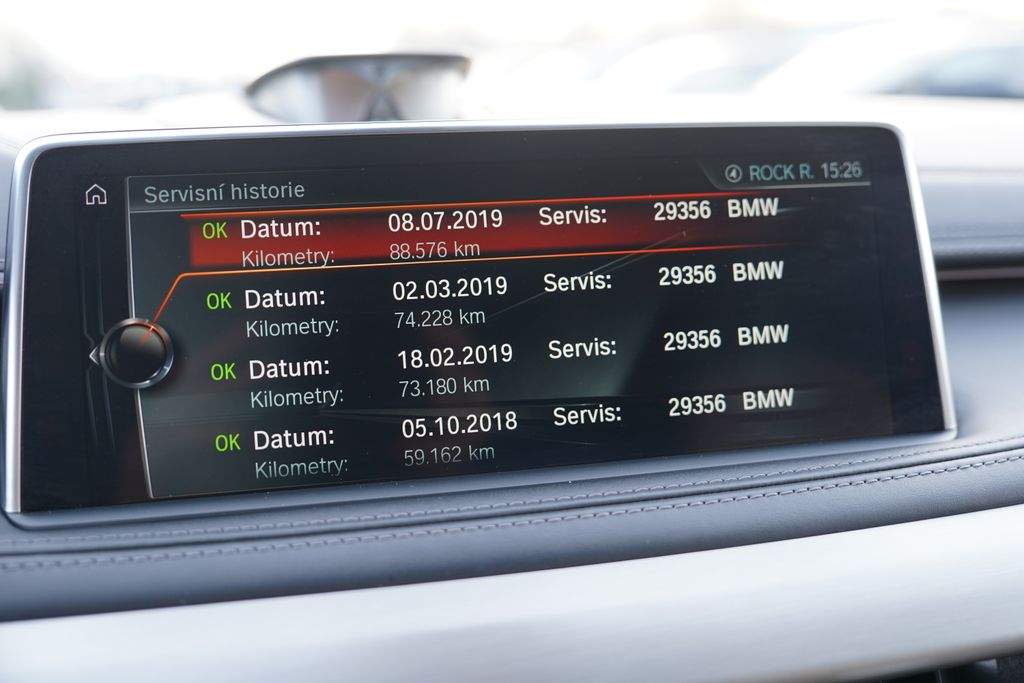 Servisní historie ROCK R. 15:26
OK Datum: 08.07.2019 Servis: 29356 BMW
Kilometry: 88.576 km
OK Datum: 02.03.2019 Servis: 29356 BMW
Kilometry: 74.228 km
OK Datum: 18.02.2019 Servis: 29356 BMW
Kilometry: 73.180 km
OK Datum: 05.10.2018 Servis: 29356 BMW
Kilometry: 59.162 km